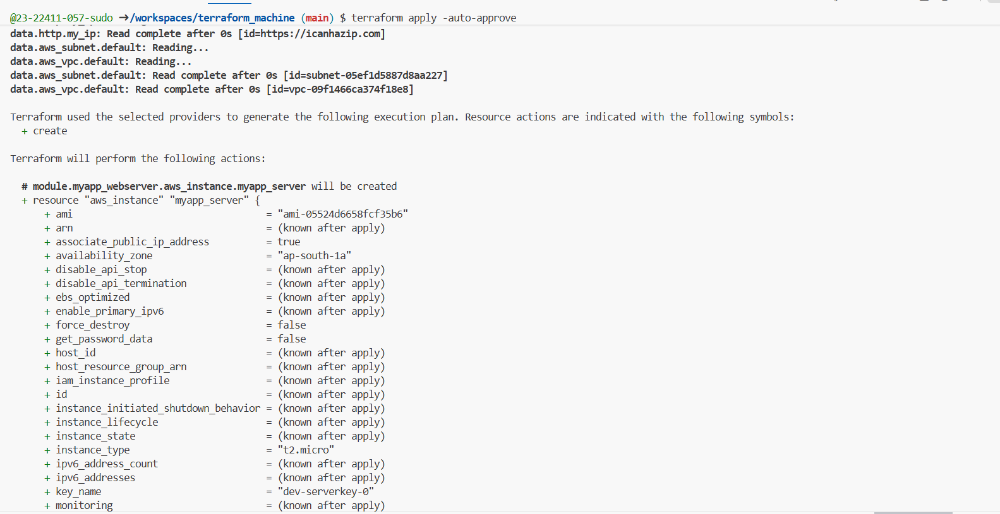 @23-22411-057-sudo ➜/workspaces/terraform_machine (main) $ terraform apply -auto-approve
data.http.my_ip: Read complete after 0s [id=https://icanhazip.com]
data.aws_subnet.default: Reading...
data.aws_vpc.default: Reading...
data.aws_subnet.default: Read complete after 0s [id=subnet-05ef1d5887d8aa227]
data.aws_vpc.default: Read complete after 0s [id=vpc-09f1466ca374f18e8]
Terraform used the selected providers to generate the following execution plan. Resource actions are indicated with the following symbols:
+ create
Terraform will perform the following actions:
# module.myapp_webserver.aws_instance.myapp_server will be created
+ resource "aws_instance" "myapp_server" {
+ ami = "ami-05524d6658fcf35b6"
+ arn = (known after apply)
+ associate_public_ip_address = true
+ availability_zone = "ap-south-1a"
+ disable_api_stop = (known after apply)
+ disable_api_termination = (known after apply)
+ ebs_optimized = (known after apply)
+ enable_primary_ipv6 = (known after apply)
+ force_destroy = false
+ get_password_data = false
+ host_id = (known after apply)
+ host_resource_group_arn = (known after apply)
+ iam_instance_profile = (known after apply)
+ id = (known after apply)
+ instance_initiated_shutdown_behavior = (known after apply)
+ instance_lifecycle = (known after apply)
+ instance_state = (known after apply)
+ instance_type = "t2.micro"
+ ipv6_address_count = (known after apply)
+ ipv6_addresses = (known after apply)
+ key_name = "dev-serverkey-0"
+ monitoring = (known after apply)